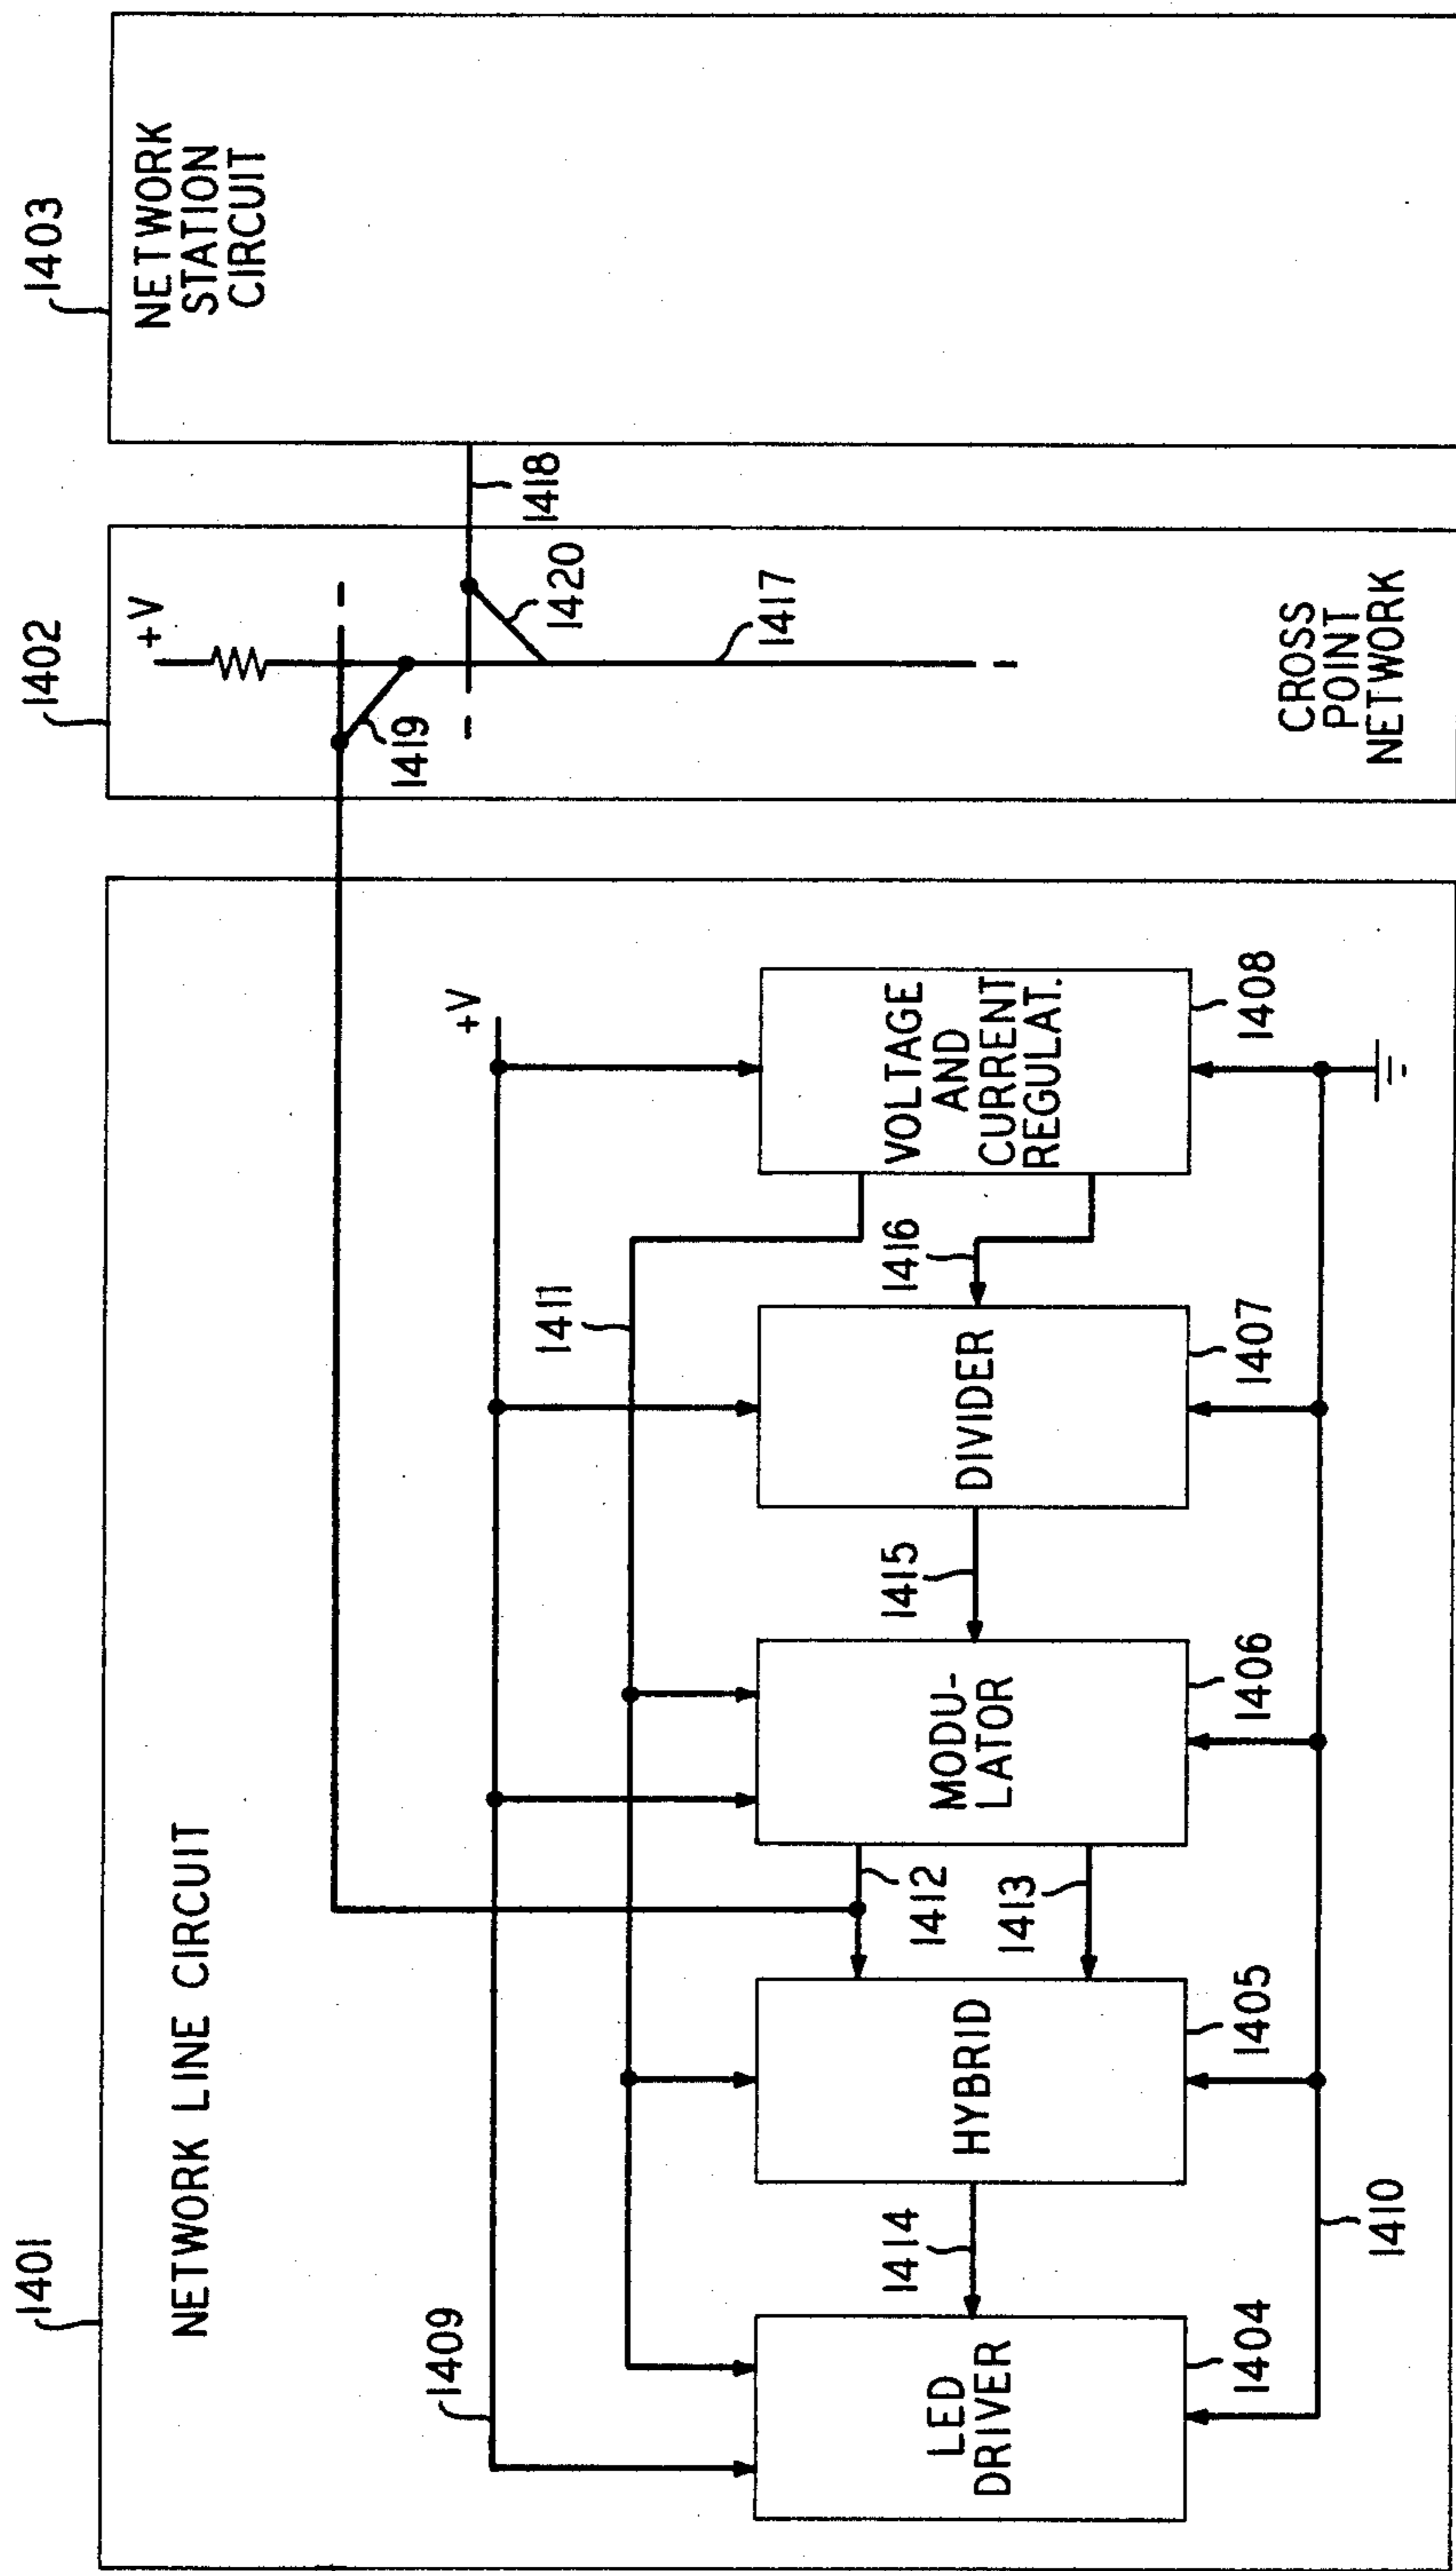 1401
NETWORK LINE CIRCUIT
1402
1403
NETWORK
STATION
CIRCUIT
+V
1419
1420
1418
1417
CROSS
POINT
NETWORK
1409
+V
1411
LED
DRIVER
1404
1414
HYBRID
1405
1412
1413
MODU-
LATOR
1406
1415
DIVIDER
1407
1416
VOLTAGE
AND
CURRENT
REGULAT.
1408
1410